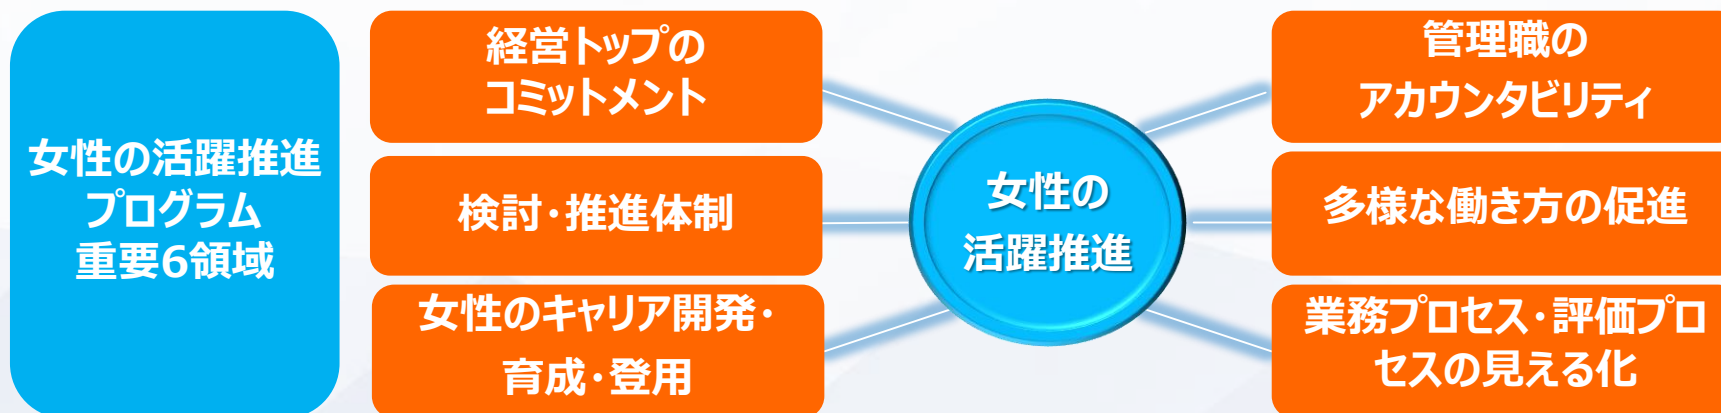 女性の活躍推進
プログラム
重要6領域
経営トップの
コミットメント
検討・推進体制
女性のキャリア開発・
育成・登用
女性の
活躍推進
管理職の
アカウンタビリティ
多様な働き方の促進
業務プロセス・評価プロ
セスの見える化